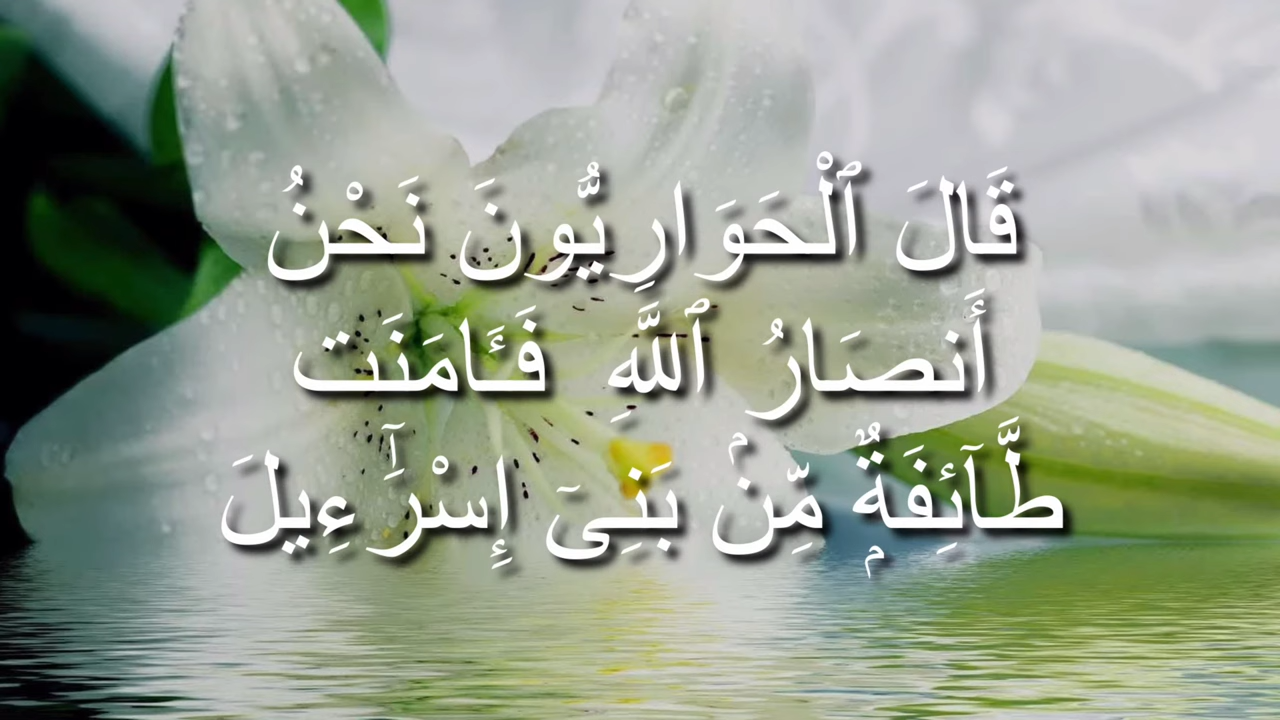 قَالَ ٱلْحَوَارِيُّونَ نَحْنُ
أَنصَارُ ٱللَّهِ فَـَٔامَنَت
طَّآئِفَةٌۭ مِّنۢ بَنِىٓ إِسْرَٰٓءِيلَ